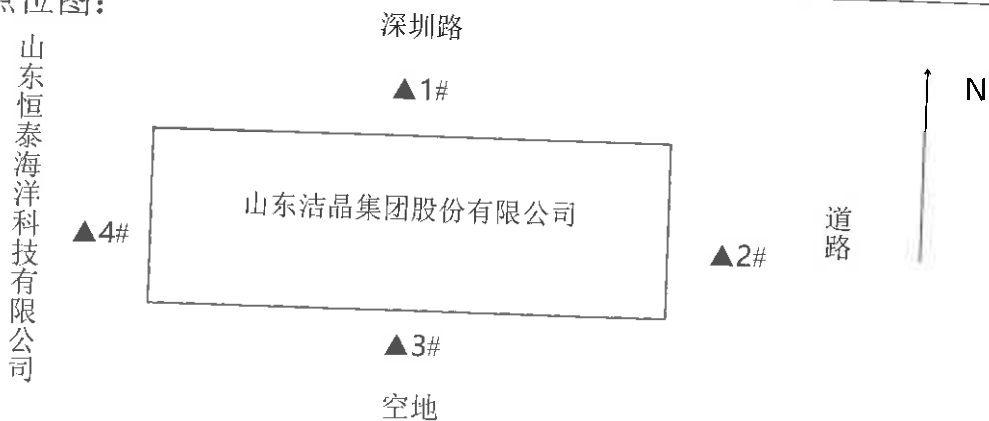 点位图：
深圳路
山东恒泰海洋科技有限公司
▲1#
N
山东洁晶集团股份有限公司
▲4#
▲2#
道路
▲3#
空地